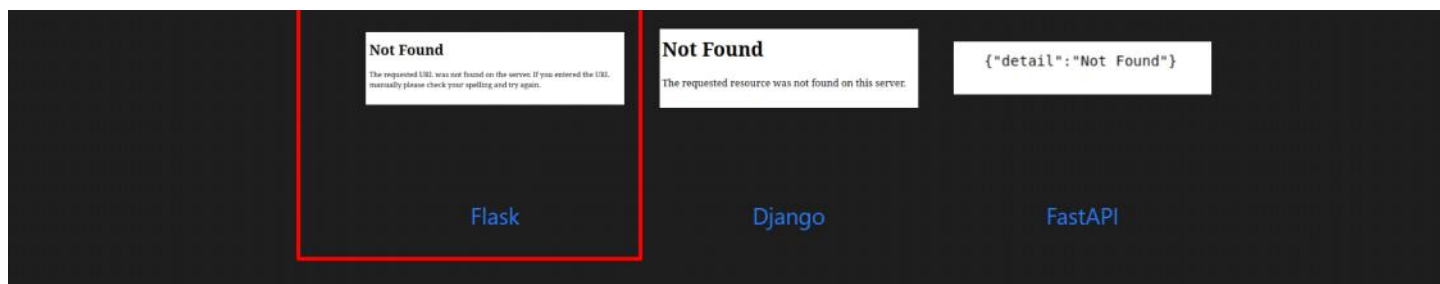 Not Found
The requested URL was not found on the server. If you entered the URL
manually please check your spelling and try again.
Flask
Not Found
The requested resource was not found on this server.
Django
{"detail":"Not Found"}
FastAPI